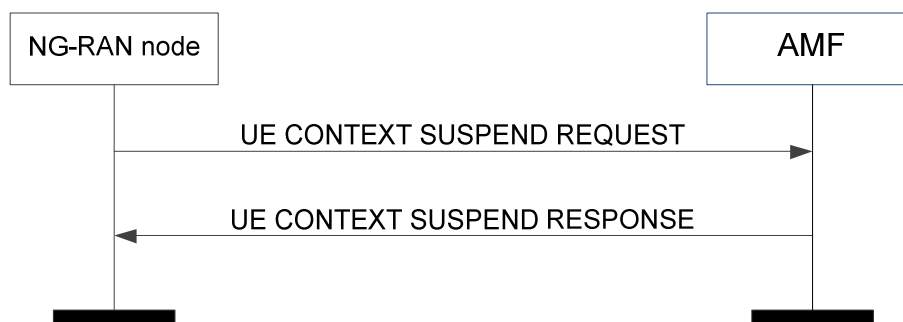 NG-RAN node
AMF
UE CONTEXT SUSPEND REQUEST
UE CONTEXT SUSPEND RESPONSE